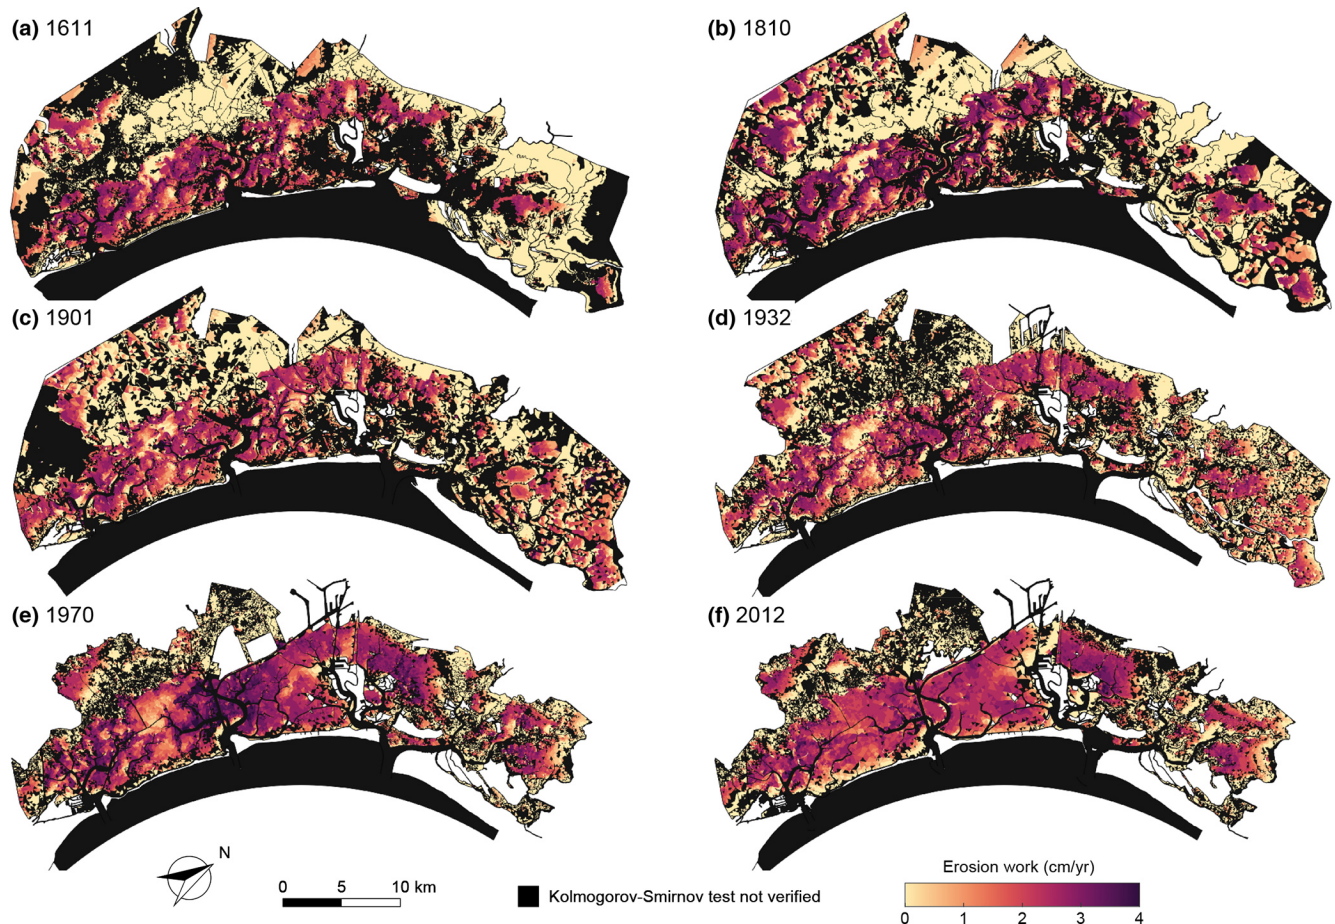 (a) 1611
(b) 1810
(c) 1901
(d) 1932
(e) 1970
(f) 2012
N
0 5 10 km
Kolmogorov-Smirnov test not verified
Erosion work (cm/yr)
0 1 2 3 4